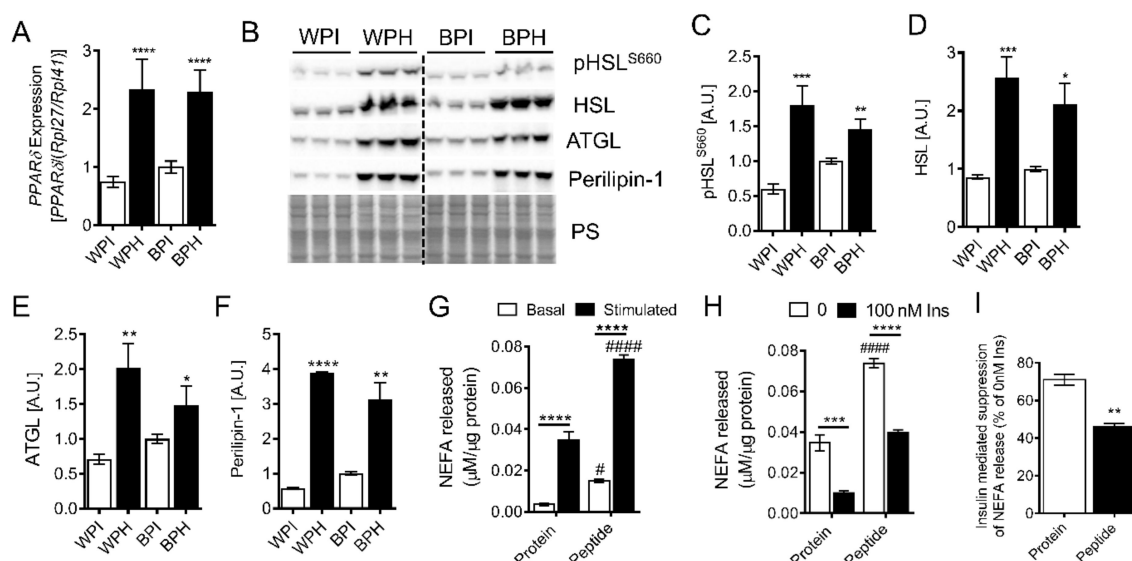 A
PPARδ Expression
[PPARδ/(Rpl27/Rpl41)]
3
2
1
0
****
****
WPI
WPH
BPI
BPH
B
WPI WPH BPI BPH
pHSL^S660
HSL
ATGL
Perilipin-1
PS
C
pHSL^S660 [A.U.]
2.5
2.0
1.5
1.0
0.5
0.0
***
**
WPI
WPH
BPI
BPH
D
HSL [A.U.]
3
2
1
0
***
*
WPI
WPH
BPI
BPH
E
ATGL [A.U.]
2.5
2.0
1.5
1.0
0.5
0.0
**
*
WPI
WPH
BPI
BPH
F
Perilipin-1 [A.U.]
5
4
3
2
1
0
****
**
WPI
WPH
BPI
BPH
G
Basal Stimulated
NEFA released
(μM/μg protein)
0.08
0.06
0.04
0.02
0.00
****
####
****
#
Protein
Peptide
H
0 100 nM Ins
NEFA released
(μM/μg protein)
0.08
0.06
0.04
0.02
0.00
****
####
***
Protein
Peptide
I
Insulin mediated suppression
of NEFA release (% of 0nM Ins)
80
60
40
20
0
**
Protein
Peptide